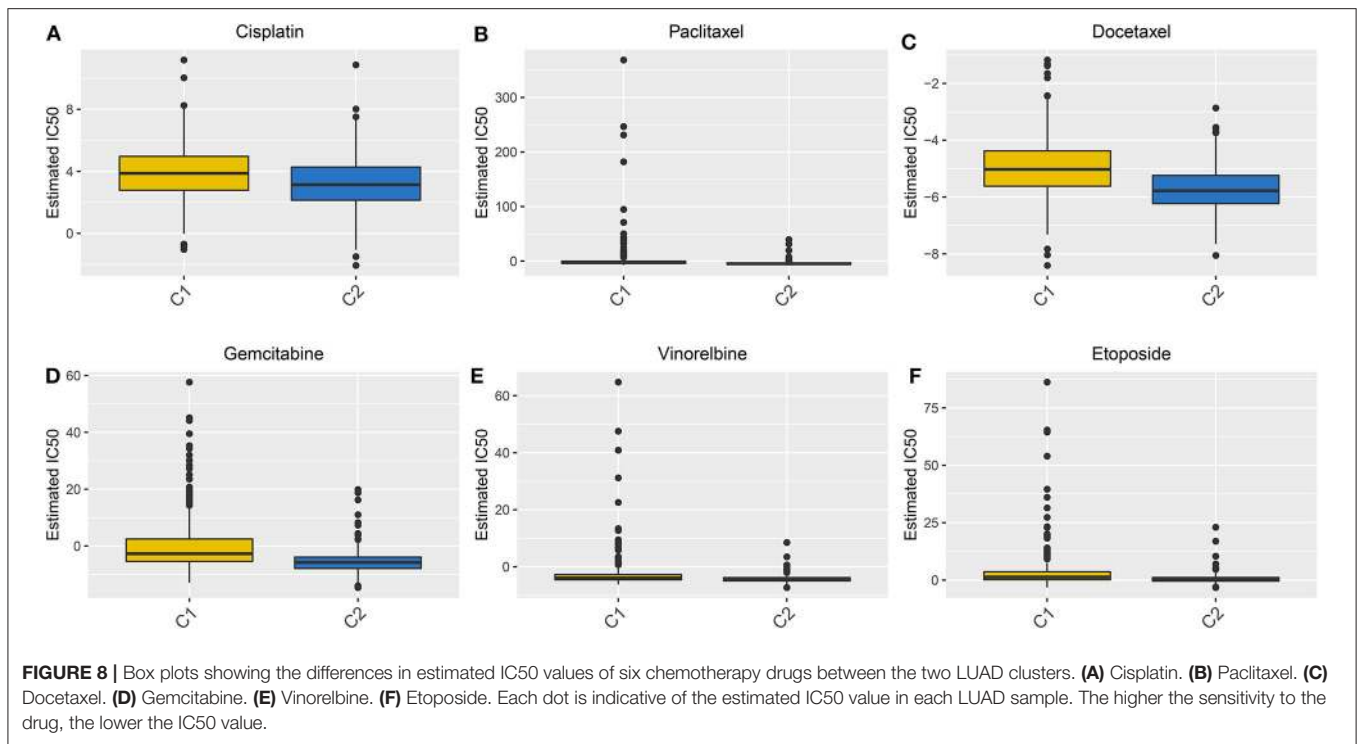 A Cisplatin
Estimated IC50
8
4
0
C1 C2
B Paclitaxel
Estimated IC50
300
200
100
0
C1 C2
C Docetaxel
Estimated IC50
−2
−4
−6
−8
C1 C2
D Gemcitabine
Estimated IC50
60
40
20
0
C1 C2
E Vinorelbine
Estimated IC50
60
40
20
0
C1 C2
F Etoposide
Estimated IC50
75
50
25
0
C1 C2
FIGURE 8 | Box plots showing the differences in estimated IC50 values of six chemotherapy drugs between the two LUAD clusters. (A) Cisplatin. (B) Paclitaxel. (C)
Docetaxel. (D) Gemcitabine. (E) Vinorelbine. (F) Etoposide. Each dot is indicative of the estimated IC50 value in each LUAD sample. The higher the sensitivity to the
drug, the lower the IC50 value.